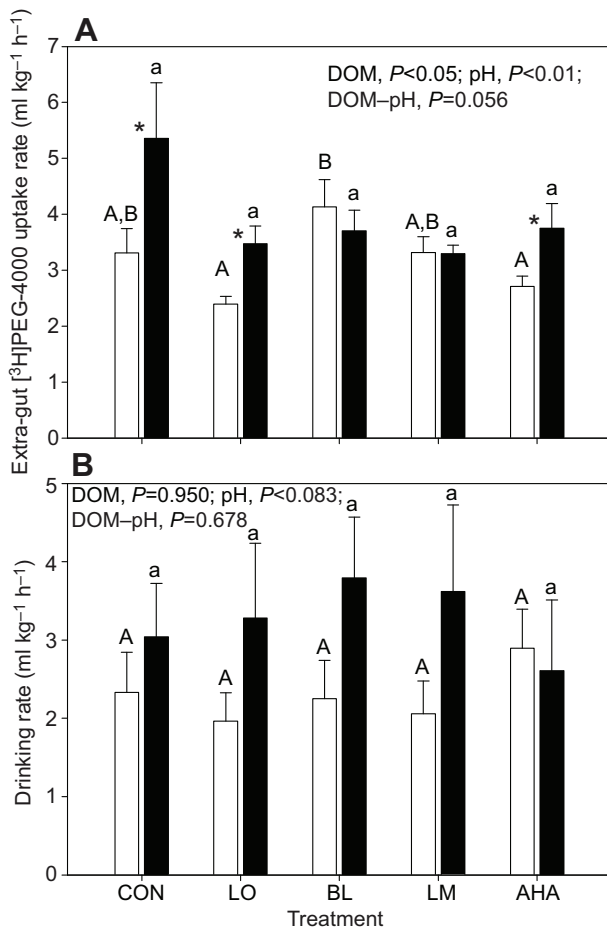 A
Extra-gut [³H]PEG-4000 uptake rate (ml kg⁻¹ h⁻¹)
7
6
5
4
3
2
1
0
DOM, P<0.05; pH, P<0.01;
DOM–pH, P=0.056
A,B
*
a
A
*
a
B
a
A,B
a
A
*
a
B
Drinking rate (ml kg⁻¹ h⁻¹)
5
4
3
2
1
0
DOM, P=0.950; pH, P<0.083;
DOM–pH, P=0.678
A
a
A
a
A
a
A
a
A
a
CON LO BL LM AHA
Treatment